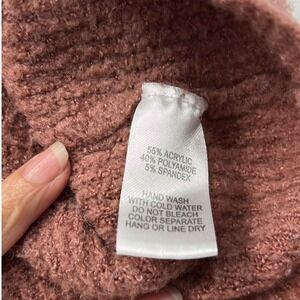 55% ACRYLIC
40% POLYAMIDE
5% SPANDEX
HAND WASH
WITH COLD WATER
DO NOT BLEACH
COLOR SEPARATE
HANG OR LINE DRY